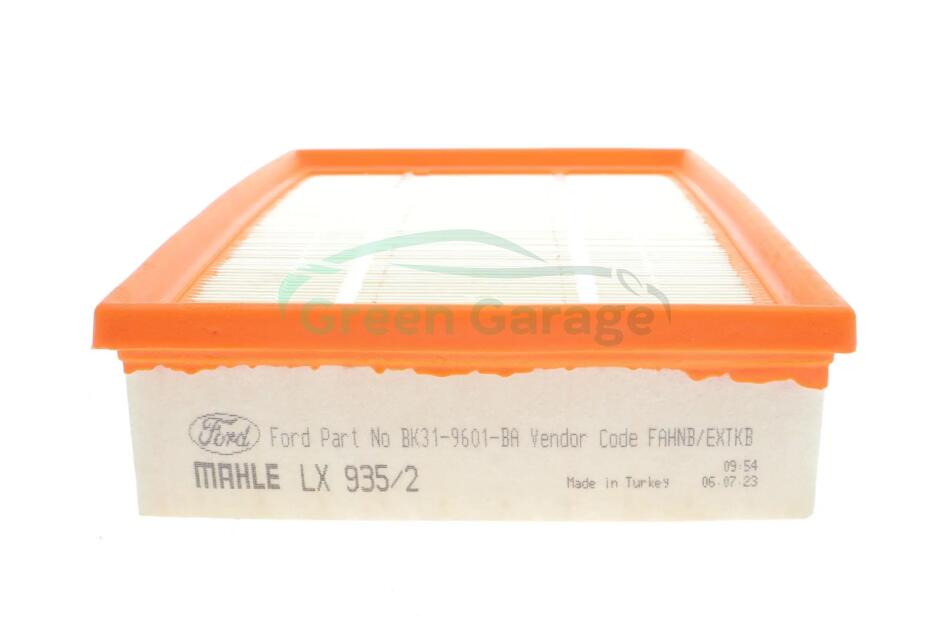 Green Garage
Ford Ford Part No BK31-9601-BA Vendor Code FAHNB/EXTKB
09:54
MAHLE LX 935/2 Made in Turkey 06.07.23